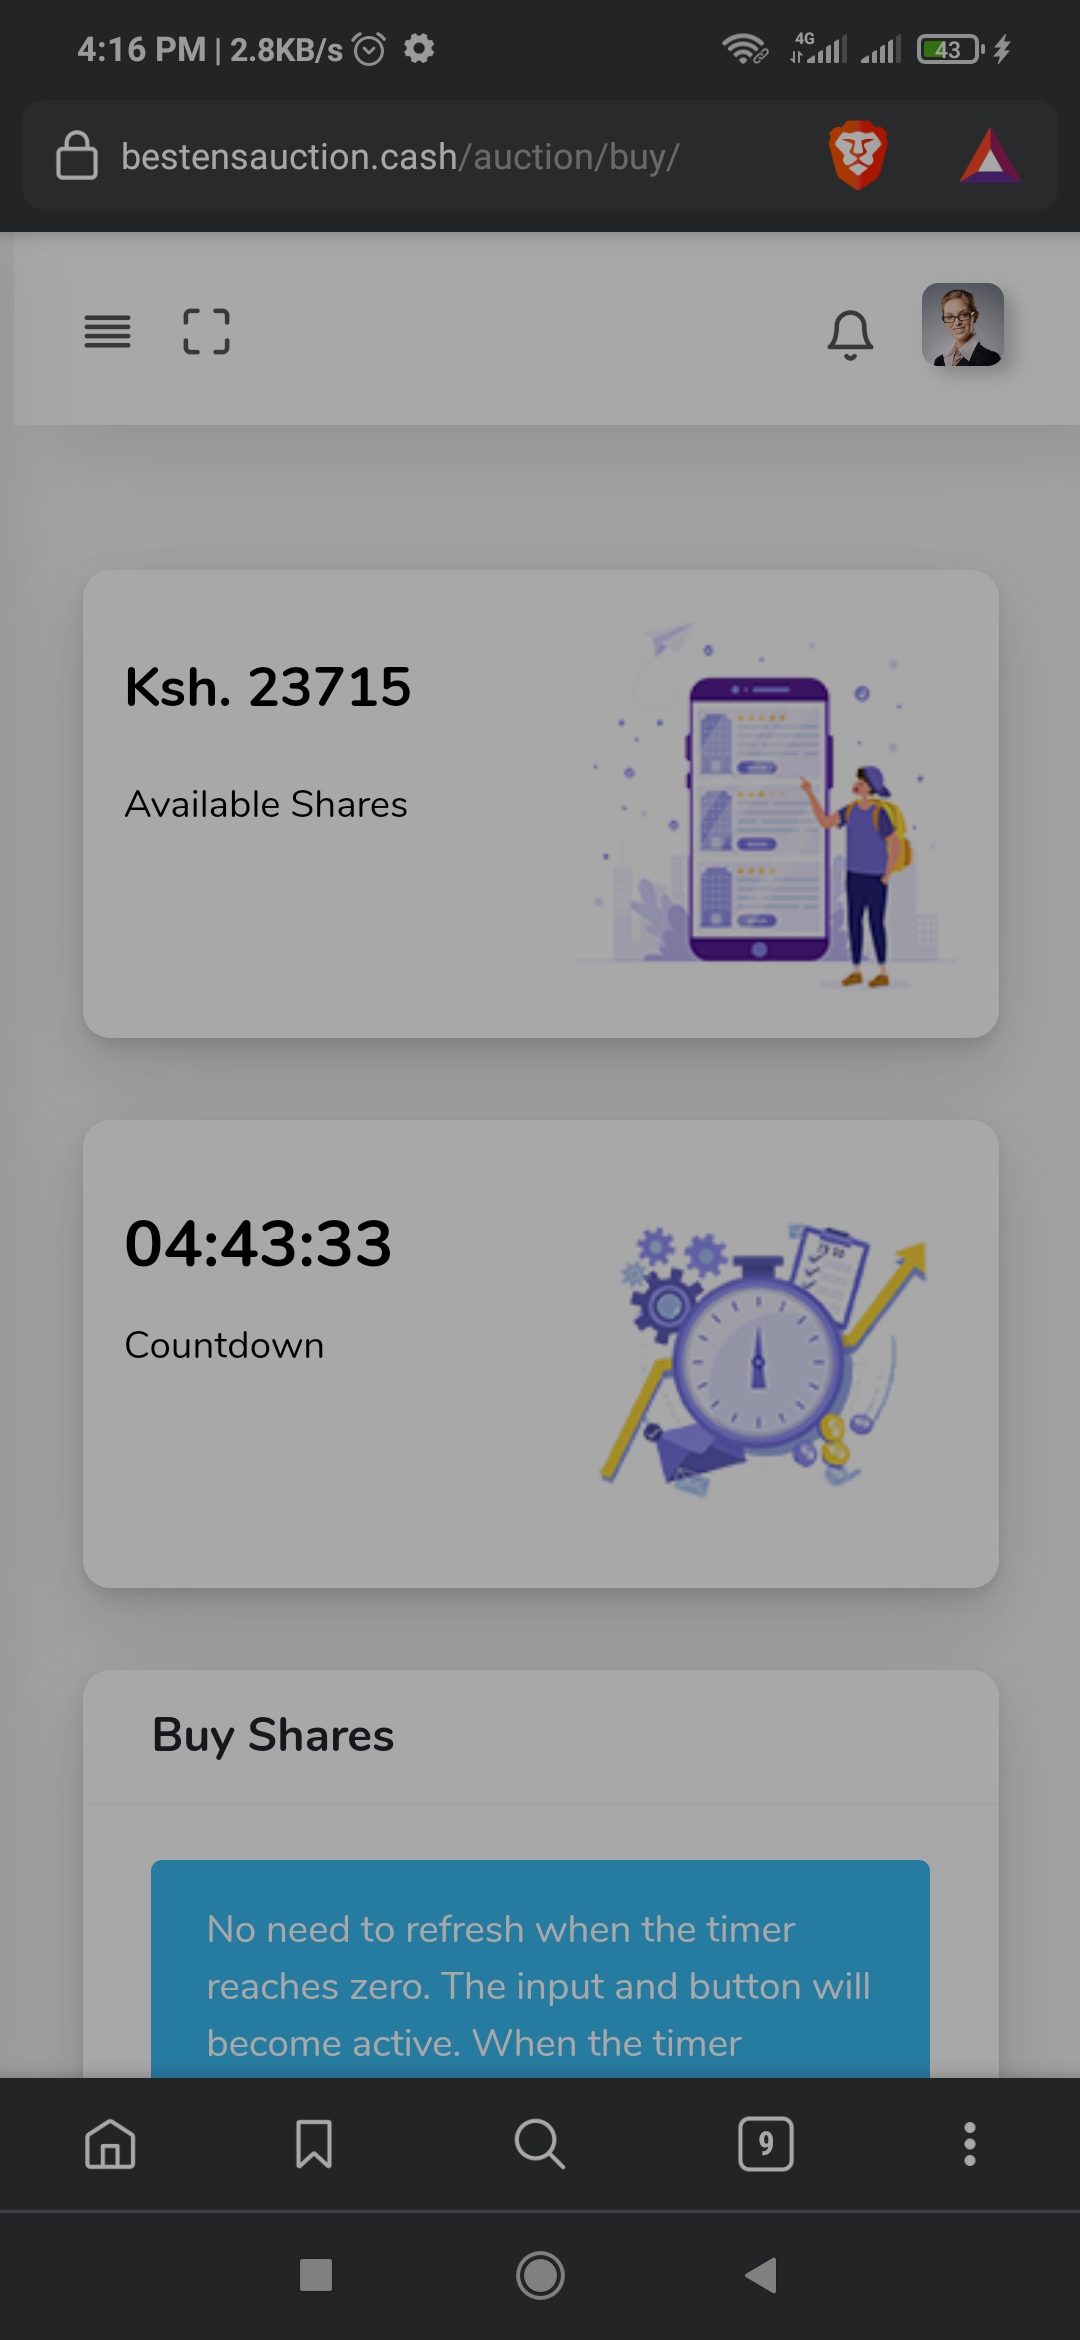 4:16 PM | 2.8KB/s
4G
43
bestensauction.cash/auction/buy/
Ksh. 23715
Available Shares
04:43:33
Countdown
Buy Shares
No need to refresh when the timer
reaches zero. The input and button will
become active. When the timer
9